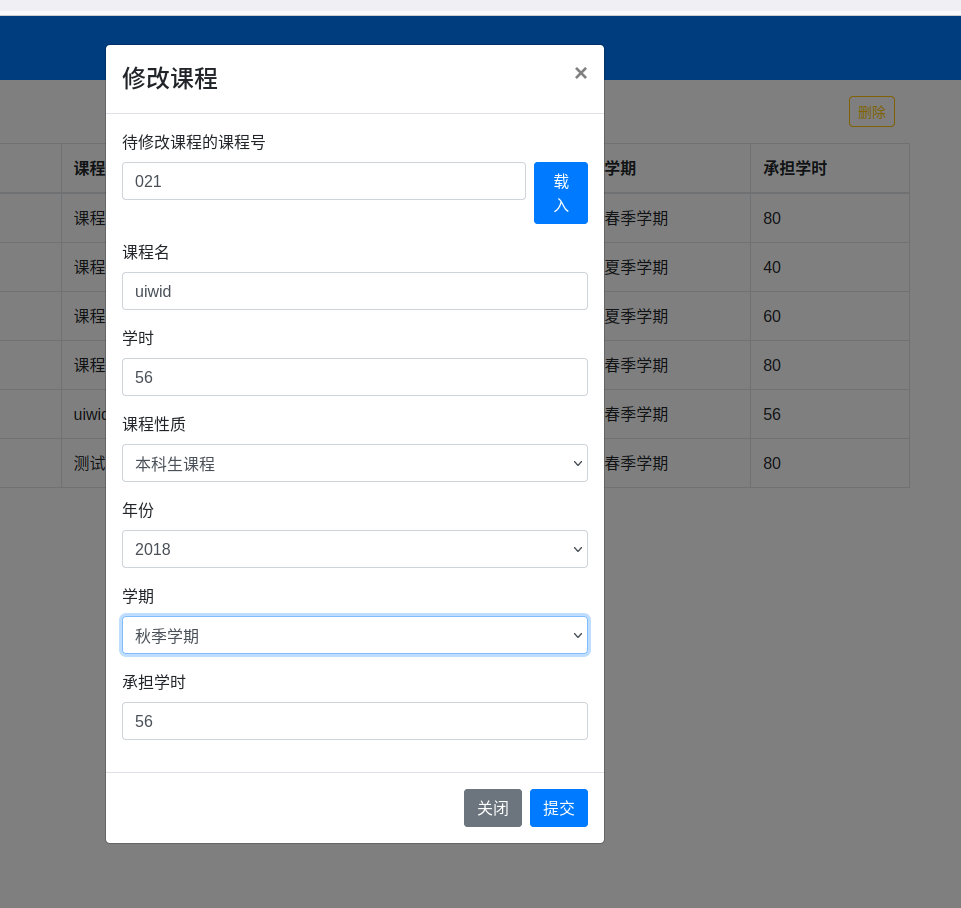 修改课程
×
删除
待修改课程的课程号
课程
学期
承担学时
021
载
入
课程
春季学期
80
课程名
课程
夏季学期
40
uiwid
课程
夏季学期
60
学时
课程
春季学期
80
56
uiwid
春季学期
56
课程性质
本科生课程
测试
春季学期
80
年份
2018
学期
秋季学期
承担学时
56
关闭
提交